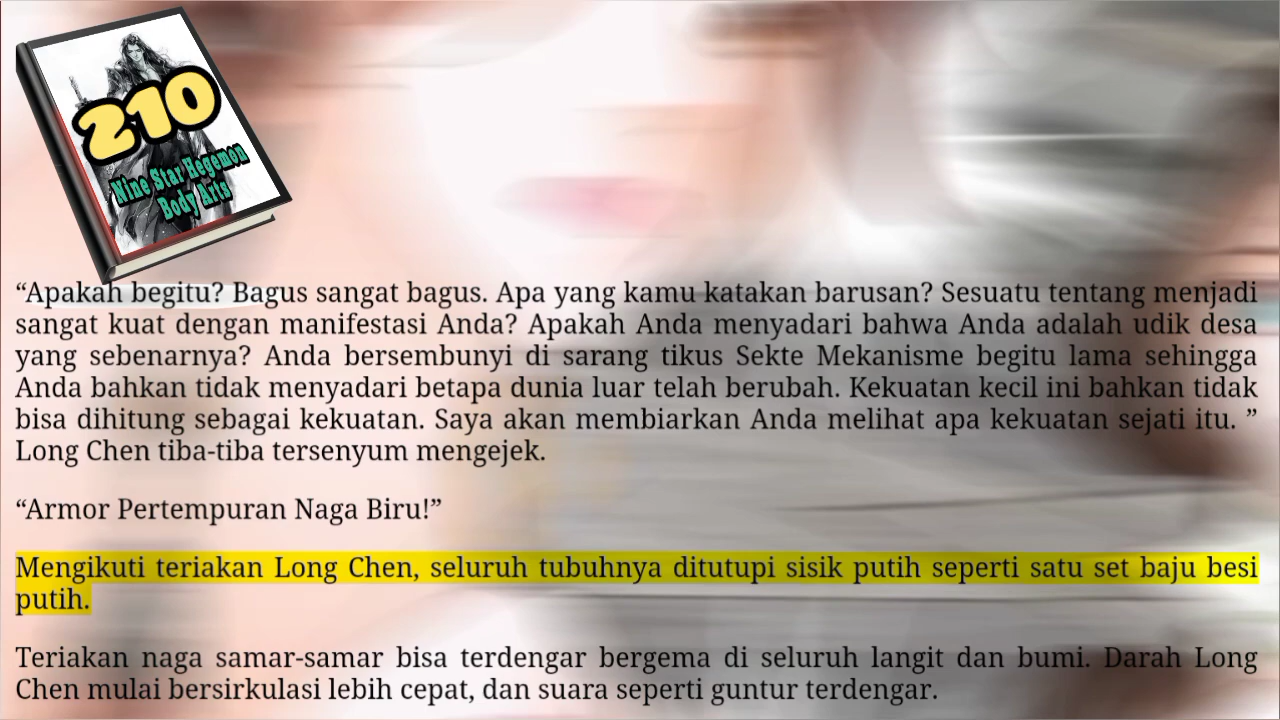 210
Nine Star Hegemon
Body Arts
“Apakah begitu? Bagus sangat bagus. Apa yang kamu katakan barusan? Sesuatu tentang menjadi
sangat kuat dengan manifestasi Anda? Apakah Anda menyadari bahwa Anda adalah udik desa
yang sebenarnya? Anda bersembunyi di sarang tikus Sekte Mekanisme begitu lama sehingga
Anda bahkan tidak menyadari betapa dunia luar telah berubah. Kekuatan kecil ini bahkan tidak
bisa dihitung sebagai kekuatan. Saya akan membiarkan Anda melihat apa kekuatan sejati itu. ”
Long Chen tiba-tiba tersenyum mengejek.
“Armor Pertempuran Naga Biru!”
Mengikuti teriakan Long Chen, seluruh tubuhnya ditutupi sisik putih seperti satu set baju besi
putih.
Teriakan naga samar-samar bisa terdengar bergema di seluruh langit dan bumi. Darah Long
Chen mulai bersirkulasi lebih cepat, dan suara seperti guntur terdengar.